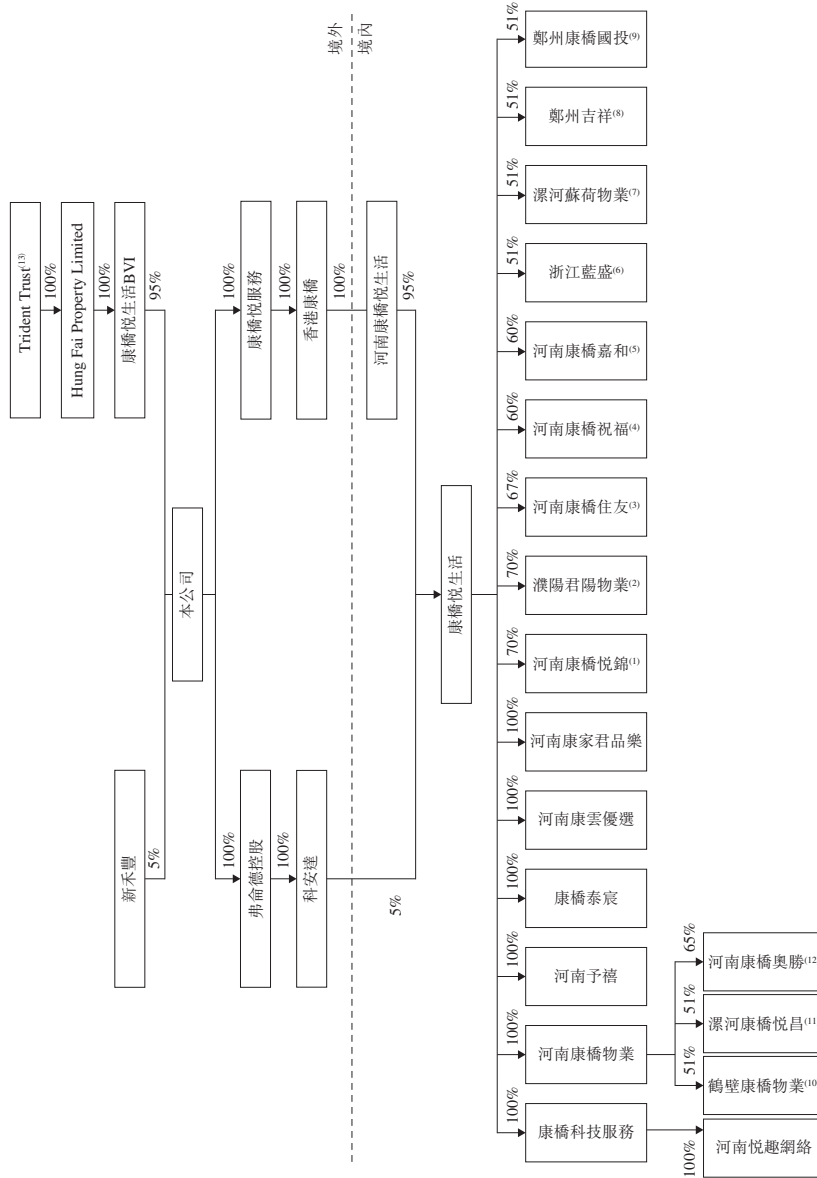 Trident Trust(13)
100%
Hung Fai Property Limited
100%
康橋悅生活BVI
95%
新禾豐
5%
本公司
100%
弗侖德控股
100%
科安達
100%
康橋悅服務
100%
香港康橋
100%
境外
境內
河南康橋悅生活
95%
5%
康橋悅生活
100%
康橋科技服務
100%
河南康橋物業
100%
河南予禧
100%
康橋泰宸
100%
河南康雲優選
100%
河南康家君品樂
70%
河南康橋悅錦(1)
70%
濮陽君陽物業(2)
67%
河南康橋住友(3)
60%
河南康橋祝福(4)
60%
河南康橋嘉和(5)
51%
浙江藍盛(6)
51%
漯河蘇荷物業(7)
51%
鄭州吉祥(8)
51%
鄭州康橋國投(9)
100%
河南悅趣網絡
51%
鶴壁康橋物業(10)
51%
漯河康橋悅昌(11)
65%
河南康橋奧勝(12)